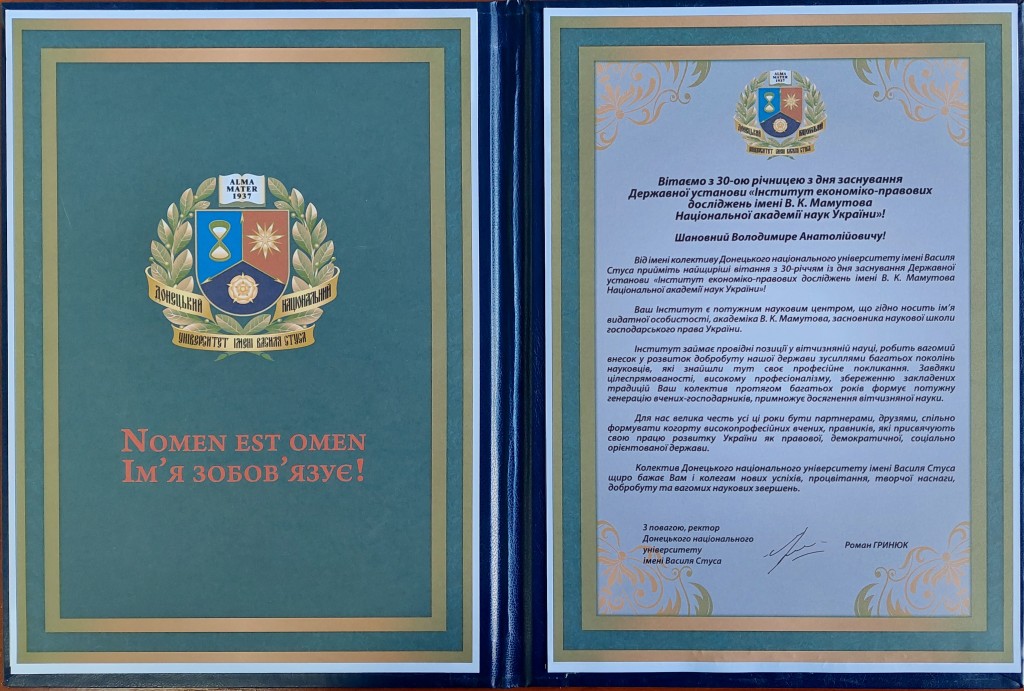 ALMA
MATER
1937
ДОНЕЦЬКИЙ
НАЦІОНАЛЬНИЙ
УНІВЕРСИТЕТ ІМЕНІ ВАСИЛЯ СТУСА
NOMEN EST OMEN
ІМ’Я ЗОБОВ’ЯЗУЄ!
ALMA
MATER
1937
ДОНЕЦЬКИЙ
НАЦІОНАЛЬНИЙ
УНІВЕРСИТЕТ ІМЕНІ ВАСИЛЯ СТУСА
Вітаємо з 30-ою річницею з дня заснування
Державної установи «Інститут економіко-правових
досліджень імені В. К. Мамутова
Національної академії наук України»!
Шановний Володимире Анатолійовичу!
Від імені колективу Донецького національного університету імені Василя
Стуса прийміть найщиріші вітання з 30-річчям із дня заснування Державної
установи «Інститут економіко-правових досліджень імені В. К. Мамутова
Національної академії наук України»!
Ваш Інститут є потужним науковим центром, що гідно носить ім’я
видатної особистості, академіка В. К. Мамутова, засновника наукової школи
господарського права України.
Інститут займає провідні позиції у вітчизняній науці, робить вагомий
внесок у розвиток добробуту нашої держави зусиллями багатьох поколінь
науковців, які знайшли тут своє професійне покликання. Завдяки
цілеспрямованості, високому професіоналізму, збереженню закладених
традицій Ваш колектив протягом багатьох років формує потужну
генерацію вчених-господарників, примножує досягнення вітчизняної науки.
Для нас велика честь усі ці роки бути партнерами, друзями, спільно
формувати когорту високопрофесійних вчених, правників, які присвячують
свою працю розвитку України як правової, демократичної, соціально
орієнтованої держави.
Колектив Донецького національного університету імені Василя Стуса
щиро бажає Вам і колегам нових успіхів, процвітання, творчої наснаги,
добробуту та вагомих наукових звершень.
З повагою, ректор
Донецького національного
університету
імені Василя Стуса
Роман ГРИНЮК